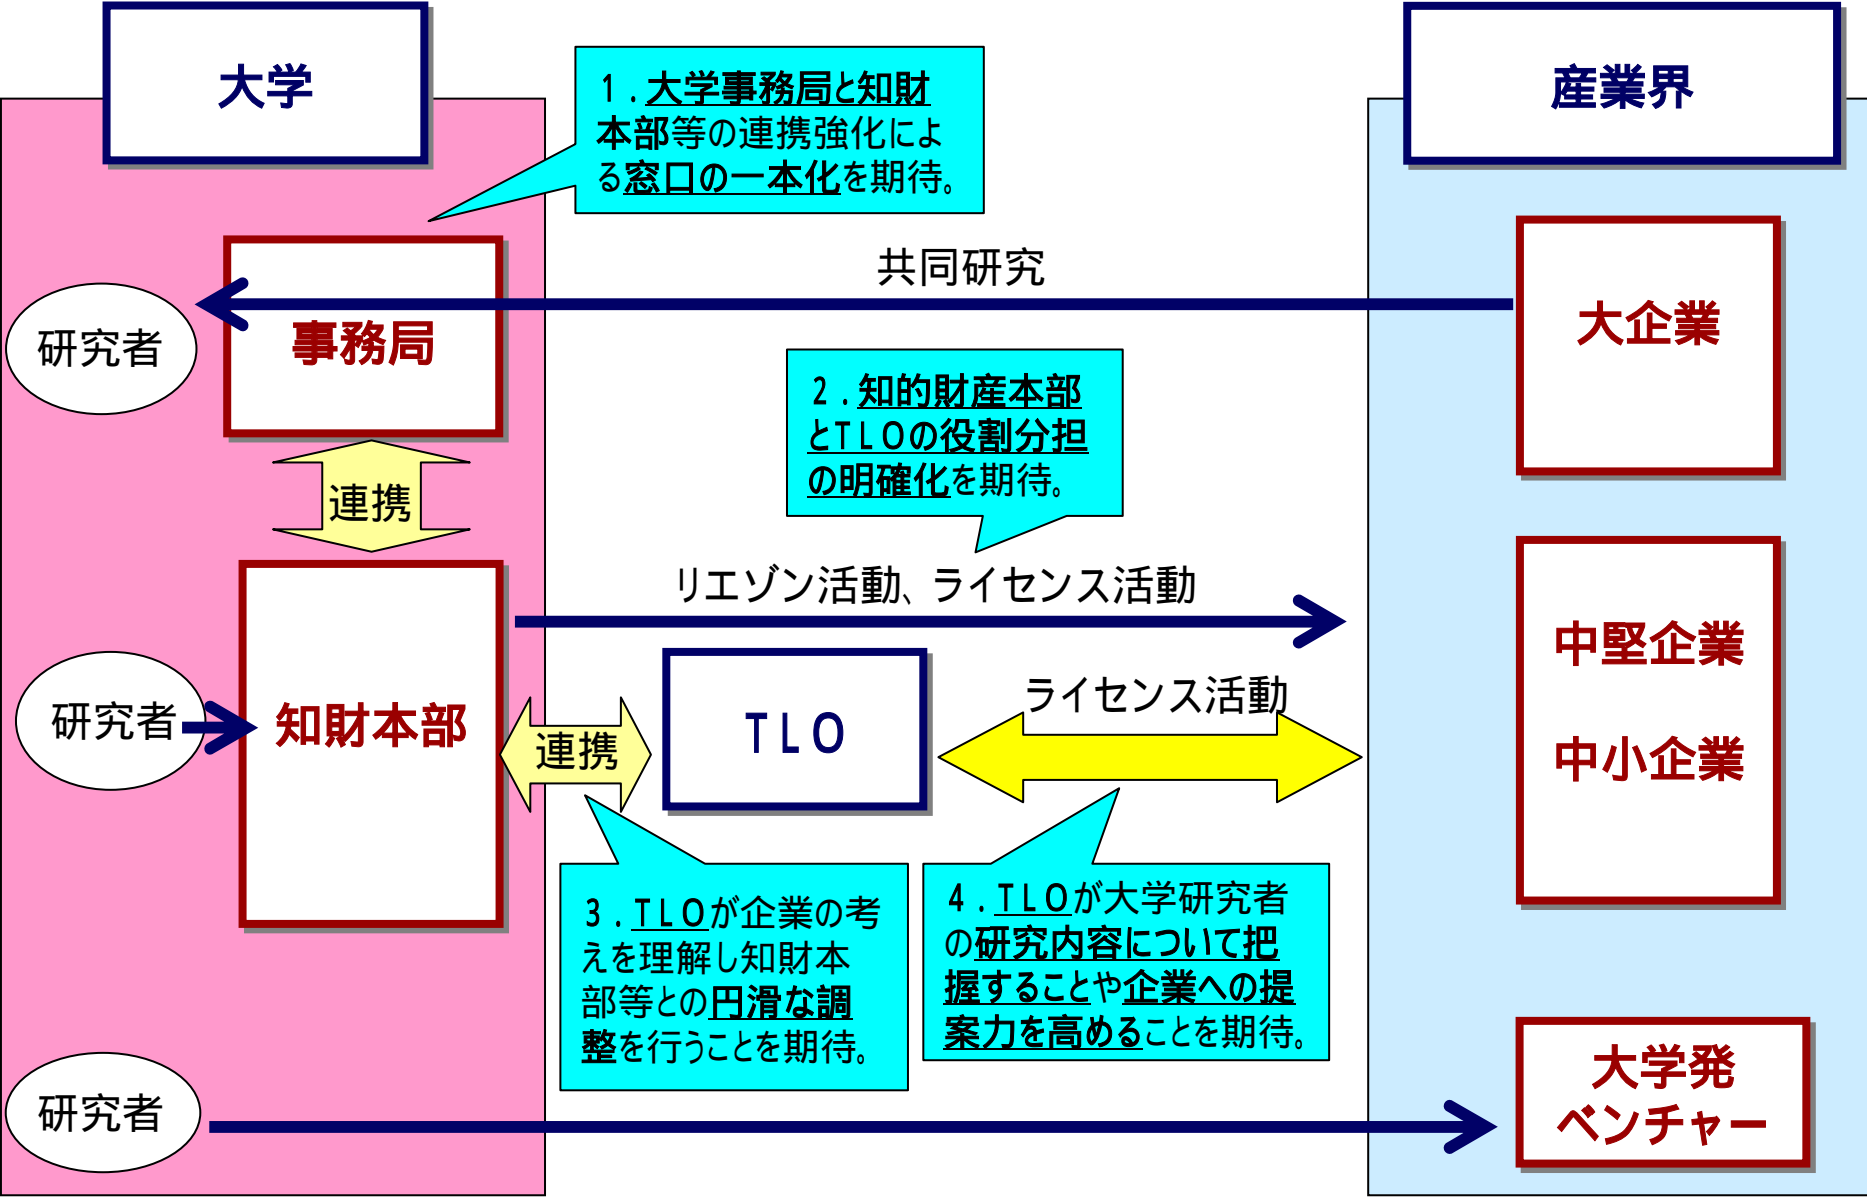 大学
産業界
１．大学事務局と知財
本部等の連携強化によ
る窓口の一本化を期待。
共同研究
研究者
事務局
大企業
２．知的財産本部
とＴＬＯの役割分担
の明確化を期待。
連携
リエゾン活動、ライセンス活動
中堅企業
中小企業
研究者
知財本部
連携
ＴＬＯ
ライセンス活動
３．ＴＬＯが企業の考
えを理解し知財本
部等との円滑な調
整を行うことを期待。
４．ＴＬＯが大学研究者
の研究内容について把
握することや企業への提
案力を高めることを期待。
研究者
大学発
ベンチャー